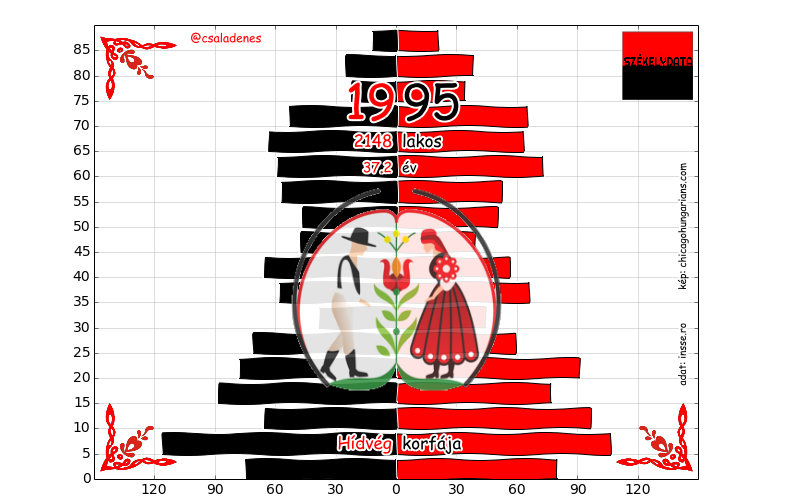 @csaladenes
SZÉKELYDATA
1995
2148 lakos
37,2 év
kép: chicagohungarians.com
adat: insse.ro
Hídvég korfája
85
80
75
70
65
60
55
50
45
40
35
30
25
20
15
10
5
0
120 90 60 30 0 30 60 90 120